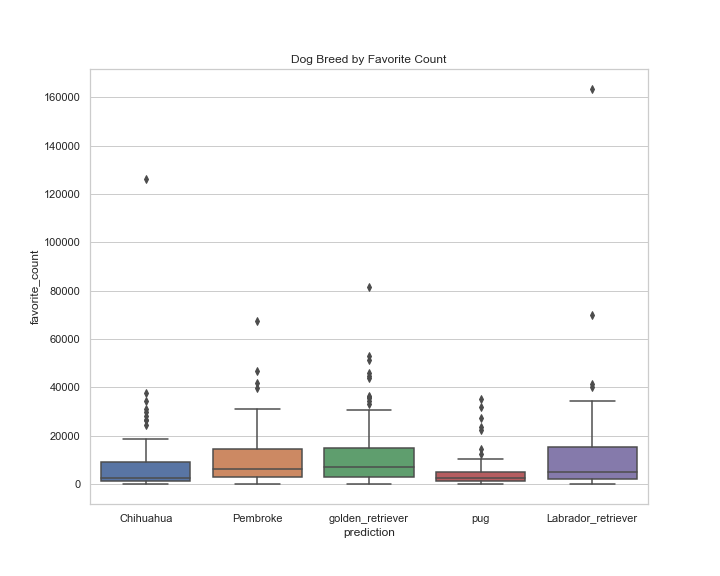 Dog Breed by Favorite Count
160000
140000
120000
100000
80000
60000
40000
20000
0
favorite_count
Chihuahua Pembroke golden_retriever pug Labrador_retriever
prediction